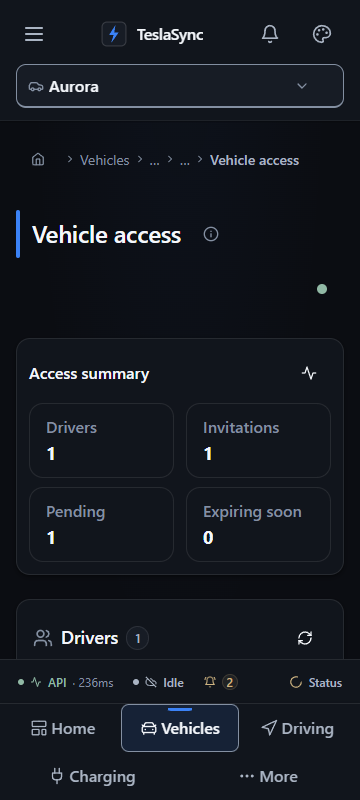 TeslaSync
Aurora
Vehicles
...
...
Vehicle access
Vehicle access
Access summary
Drivers
1
Invitations
1
Pending
1
Expiring soon
0
Drivers 1
API · 236ms
Idle
2
Status
Home
Vehicles
Driving
Charging
More